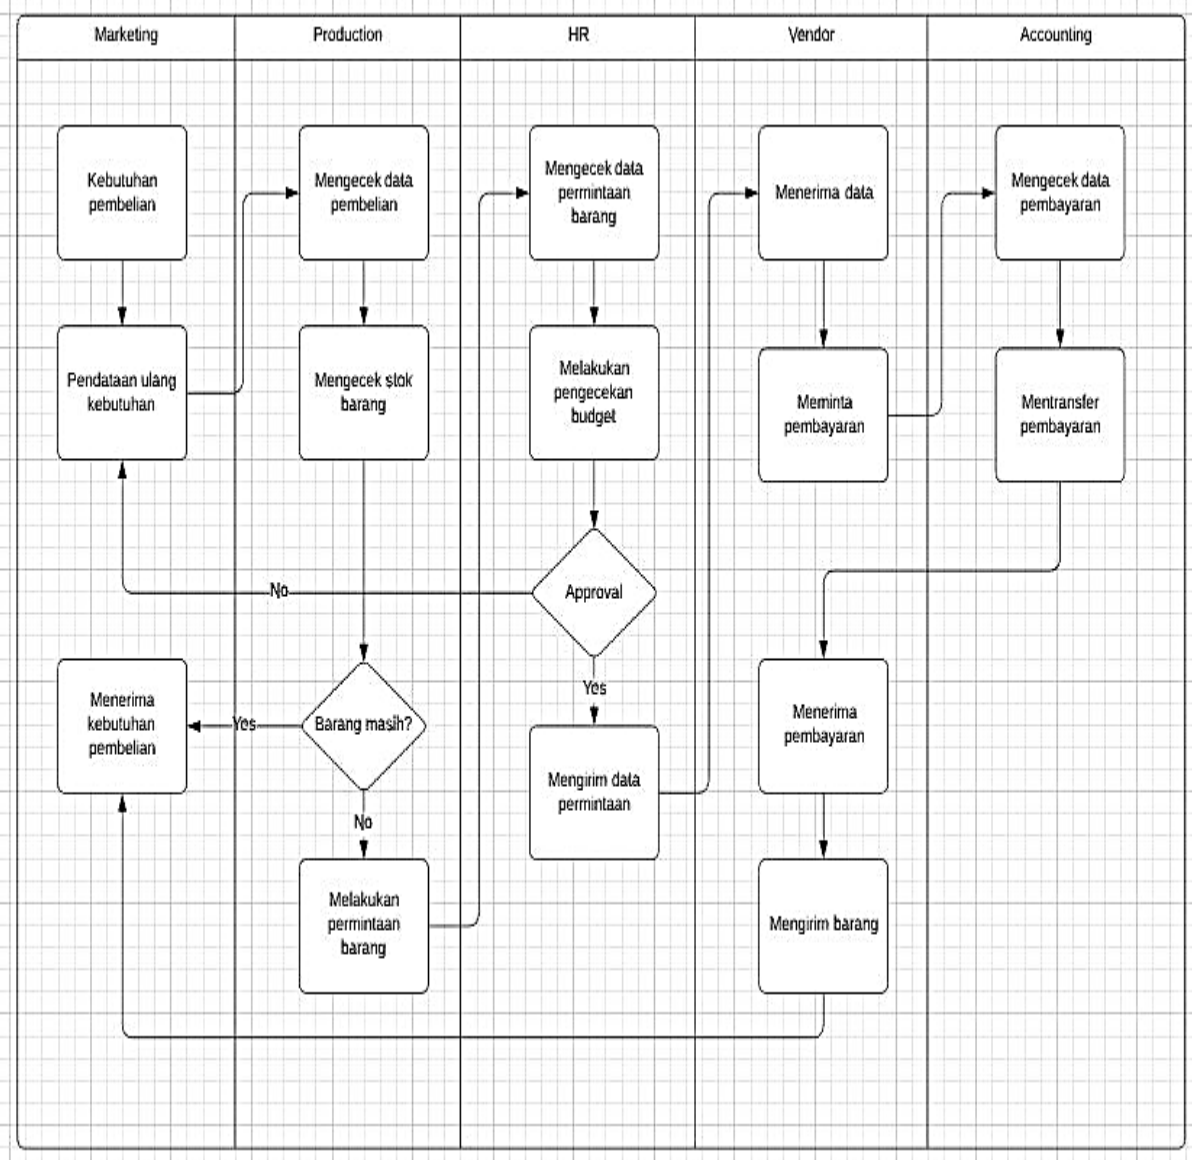 Marketing
Production
HR
Vendor
Accounting
Kebutuhan
pembelian
Mengecek data
pembelian
Mengecek data
permintaan
barang
Menerima data
Mengecek data
pembayaran
Pendataan ulang
kebutuhan
Mengecek stok
barang
Melakukan
pengecekan
budget
Meminta
pembayaran
Mentransfer
pembayaran
No
Approval
Yes
Menerima
kebutuhan
pembelian
Yes
Barang masih?
No
Mengirim data
permintaan
Menerima
pembayaran
Melakukan
permintaan
barang
Mengirim barang